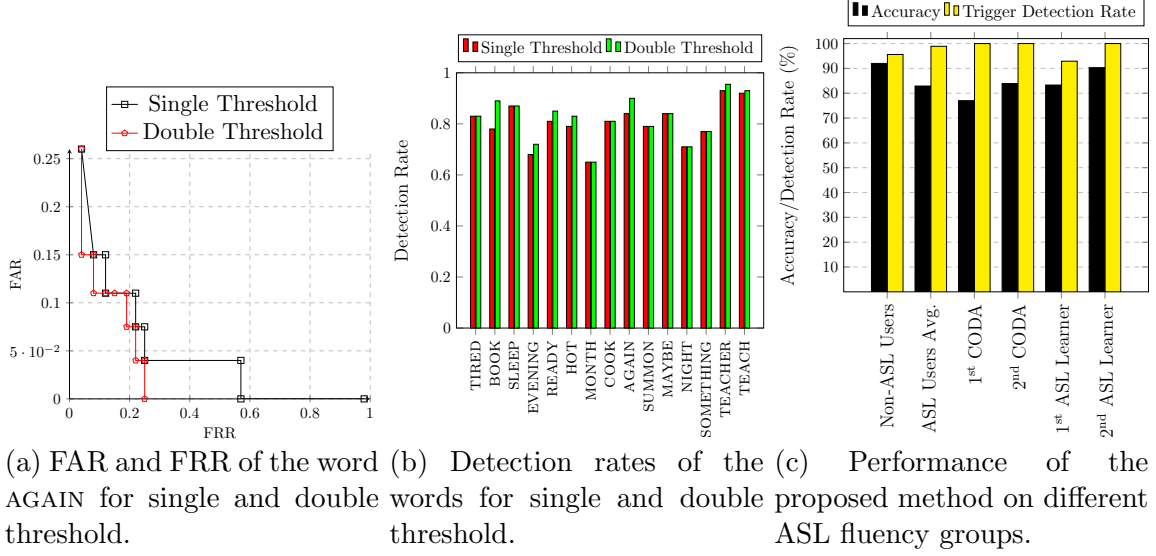 Single Threshold
Double Threshold
0.25
0.2
0.15
0.1
5 · 10⁻²
0
FAR
0 0.2 0.4 0.6 0.8 1
FRR
Single Threshold Double Threshold
1
0.8
0.6
0.4
0.2
0
Detection Rate
TIRED
BOOK
SLEEP
EVENING
READY
HOT
MONTH
COOK
AGAIN
SUMMON
MAYBE
NIGHT
SOMETHING
TEACHER
TEACH
Accuracy Trigger Detection Rate
100
90
80
70
60
50
40
30
20
10
Accuracy/Detection Rate (%)
Non-ASL Users
ASL Users Avg.
1st CODA
2nd CODA
1st ASL Learner
2nd ASL Learner
(a) FAR and FRR of the word
AGAIN for single and double
threshold.
(b) Detection rates of the
words for single and double
threshold.
(c) Performance of the
proposed method on different
ASL fluency groups.